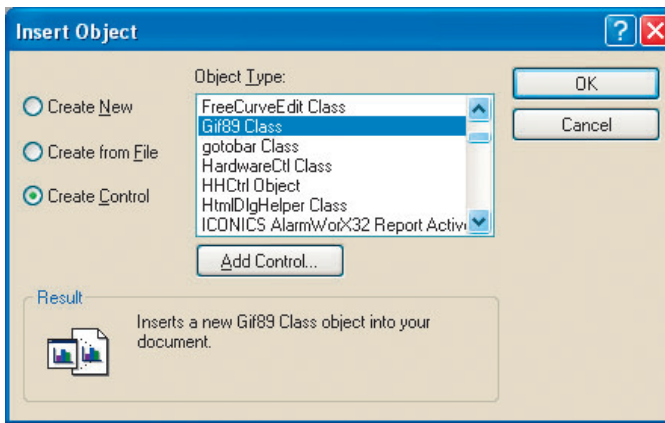 Insert Object
Create New
Create from File
Create Control
Object Type:
FreeCurveEdit Class
Gif89 Class
gotobar Class
HardwareCtl Class
HHCtrl Object
HtmlDlgHelper Class
ICONICS AlarmWorX32 Report Activ
Add Control...
OK
Cancel
Result
Inserts a new Gif89 Class object into your
document.